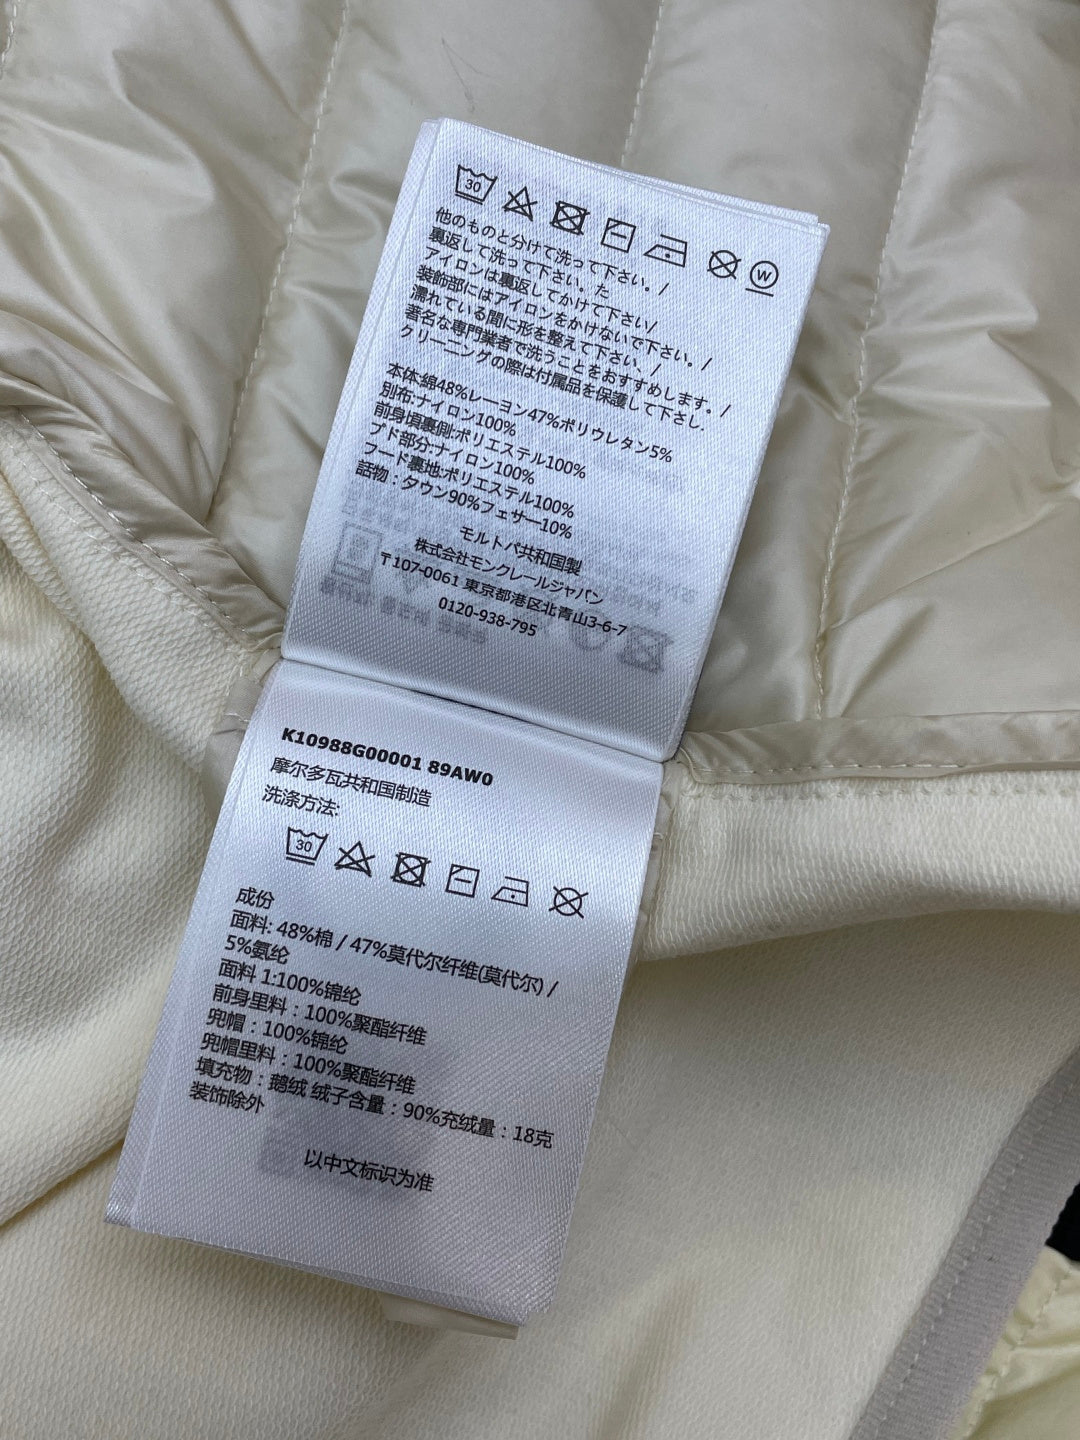 30
W
他のものと分けて洗って下さい。/
裏返して洗って下さい。た
アイロンは裏返してかけて下さい/
装飾部にはアイロンをかけないで下さい。/
濡れている間に形を整えて下さい、/
著名な専門業者で洗うことをおすすめします。/
クリーニングの際は付属品を保護して下さし.
本体:綿48%レーヨン47%ポリウレタン5%
別布:ナイロン100%
前身頃裏側:ポリエステル100%
プド部分:ナイロン100%
フード裏地:ポリエステル100%
話物：タウン90%フェサー10%
モルトパ共和国製
株式会社モンクレールジャパン
〒107-0061 東京都港区北青山3-6-7
0120-938-795
K10988G00001 89AW0
摩尔多瓦共和国制造
洗涤方法:
30
成份
面料: 48%棉 / 47%莫代尔纤维(莫代尔) /
5%氨纶
面料 1:100%锦纶
前身里料：100%聚酯纤维
兜帽：100%锦纶
兜帽里料：100%聚酯纤维
填充物：鹅绒 绒子含量：90%充绒量：18克
装饰除外
以中文标识为准